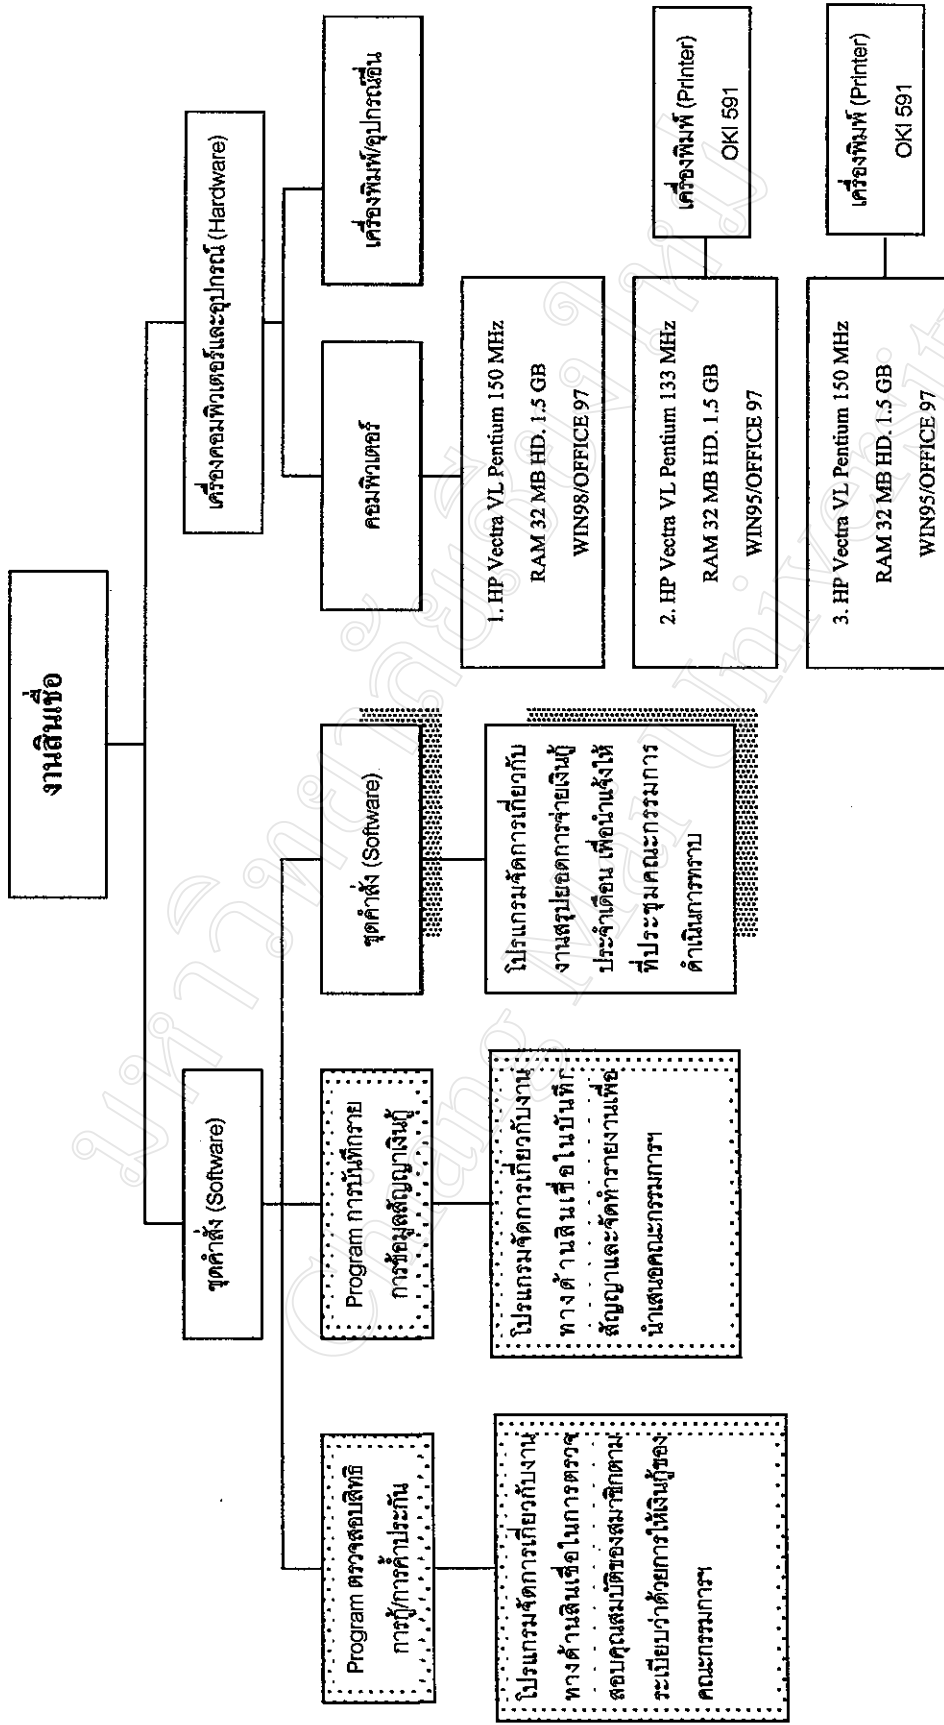 งานสินเชื่อ
ชุดคำสั่ง (Software)
เครื่องคอมพิวเตอร์และอุปกรณ์ (Hardware)
Program ตรวจสอบสิทธิ
การกู้/การค้ำประกัน
Program การบันทึกราย
การข้อมูลสัญญาเงินกู้
ชุดคำสั่ง (Software)
คอมพิวเตอร์
เครื่องพิมพ์/อุปกรณ์อื่น
โปรแกรมจัดการเกี่ยวกับงาน
ทางด้านสินเชื่อในการตรวจ
สอบคุณสมบัติของสมาชิกตาม
ระเบียบว่าด้วยการให้เงินกู้ของ
คณะกรรมการฯ
โปรแกรมจัดการเกี่ยวกับงาน
ทางด้านสินเชื่อในบันทึก
สัญญาและจัดทำรายงานเพื่อ
นำเสนอคณะกรรมการฯ
โปรแกรมจัดการเกี่ยวกับ
งานสรุปยอดการจ่ายเงินกู้
ประจำเดือน เพื่อนำแจ้งให้
ที่ประชุมคณะกรรมการ
ดำเนินการทราบ
1. HP Vectra VL Pentium 150 MHz
RAM 32 MB HD. 1.5 GB
WIN98/OFFICE 97
2. HP Vectra VL Pentium 133 MHz
RAM 32 MB HD. 1.5 GB
WIN95/OFFICE 97
เครื่องพิมพ์ (Printer)
OKI 591
3. HP Vectra VL Pentium 150 MHz
RAM 32 MB HD. 1.5 GB
WIN95/OFFICE 97
เครื่องพิมพ์ (Printer)
OKI 591
มหาวิทยาลัยเชียงใหม่
Chiang Mai University